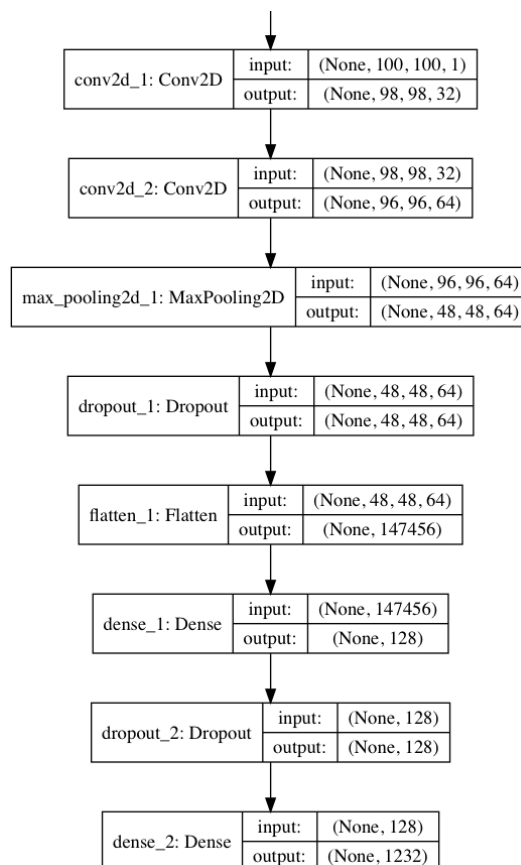 conv2d_1: Conv2D
input: (None, 100, 100, 1)
output: (None, 98, 98, 32)
conv2d_2: Conv2D
input: (None, 98, 98, 32)
output: (None, 96, 96, 64)
max_pooling2d_1: MaxPooling2D
input: (None, 96, 96, 64)
output: (None, 48, 48, 64)
dropout_1: Dropout
input: (None, 48, 48, 64)
output: (None, 48, 48, 64)
flatten_1: Flatten
input: (None, 48, 48, 64)
output: (None, 147456)
dense_1: Dense
input: (None, 147456)
output: (None, 128)
dropout_2: Dropout
input: (None, 128)
output: (None, 128)
dense_2: Dense
input: (None, 128)
output: (None, 1232)